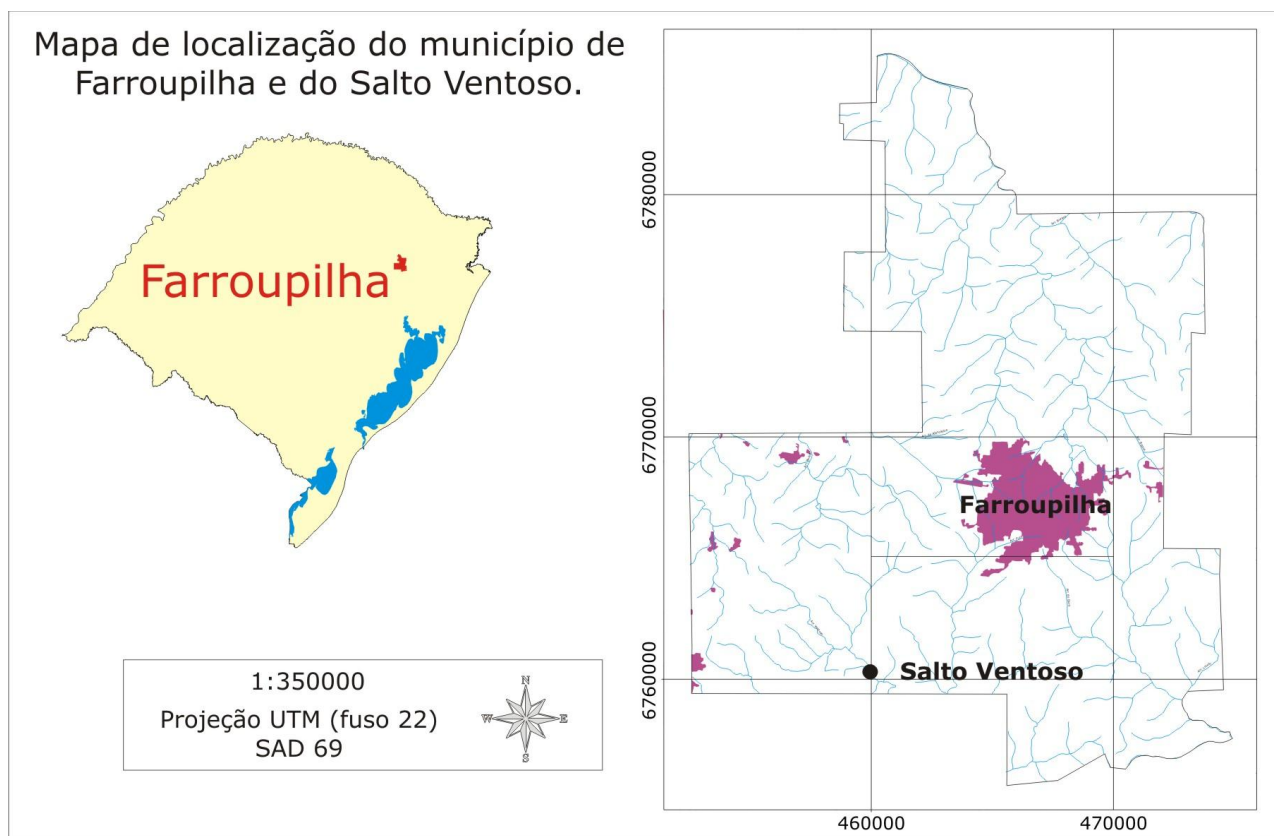 Mapa de localização do município de
Farroupilha e do Salto Ventoso.
Farroupilha
1:350000
Projeção UTM (fuso 22)
SAD 69
N
W
E
S
6780000
6770000
6760000
Farroupilha
Salto Ventoso
460000
470000